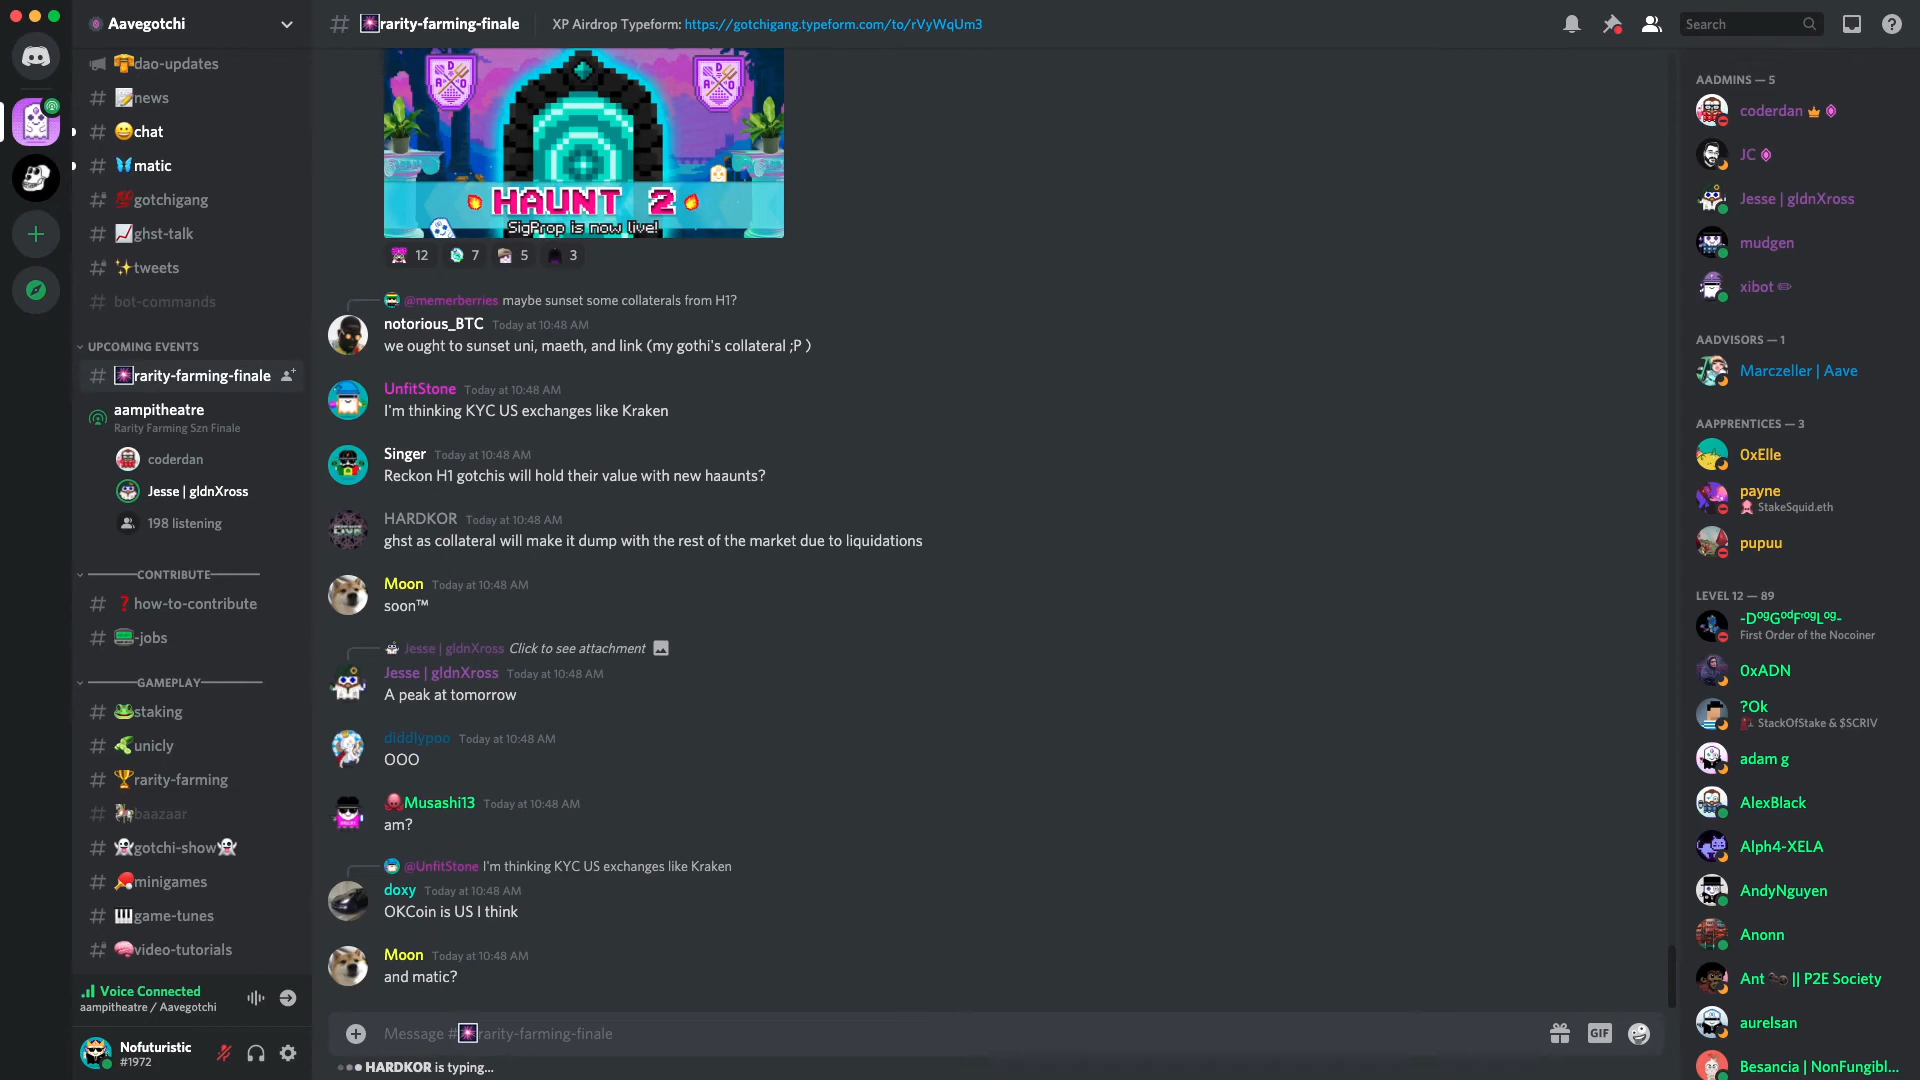 Aavegotchi
dao-updates
news
chat
matic
gotchigang
ghst-talk
tweets
bot-commands
UPCOMING EVENTS
rarity-farming-finale
aampitheatre
Rarity Farming Szn Finale
coderdan
Jesse | gldnXross
198 listening
CONTRIBUTE
how-to-contribute
-jobs
GAMEPLAY
staking
unicly
rarity-farming
baazaar
gotchi-show
minigames
game-tunes
video-tutorials
Voice Connected
aampitheatre / Aavegotchi
Nofuturistic
#1972
rarity-farming-finale
XP Airdrop Typeform: https://gotchigang.typeform.com/to/rVyWqUm3
Search
D
A O
D
A O
HAUNT 2
SigProp is now live!
12 7 5 3
@memerberries maybe sunset some collaterals from H1?
notorious_BTC Today at 10:48 AM
we ought to sunset uni, maeth, and link (my gothi's collateral ;P )
UnfitStone Today at 10:48 AM
I'm thinking KYC US exchanges like Kraken
Singer Today at 10:48 AM
Reckon H1 gotchis will hold their value with new haaunts?
HARDKOR Today at 10:48 AM
ghst as collateral will make it dump with the rest of the market due to liquidations
Moon Today at 10:48 AM
soon™
Jesse | gldnXross Click to see attachment
Jesse | gldnXross Today at 10:48 AM
A peak at tomorrow
diddlypoo Today at 10:48 AM
OOO
Musashi13 Today at 10:48 AM
am?
@UnfitStone I'm thinking KYC US exchanges like Kraken
doxy Today at 10:48 AM
OKCoin is US I think
Moon Today at 10:48 AM
and matic?
Message #rarity-farming-finale
GIF
HARDKOR is typing...
AADMINS — 5
coderdan
JC
Jesse | gldnXross
mudgen
xibot
AADVISORS — 1
Marczeller | Aave
AAPPRENTICES — 3
0xElle
payne
StakeSquid.eth
pupuu
LEVEL 12 — 89
-DᵒᵍGᵒᵈFʳᵒᵍLᵒᵍ-
First Order of the Nocoiner
0xADN
?Ok
StackOfStake & $SCRIV
adam g
AlexBlack
Alph4-XELA
AndyNguyen
Anonn
Ant || P2E Society
aurelsan
Besancia | NonFungibl...